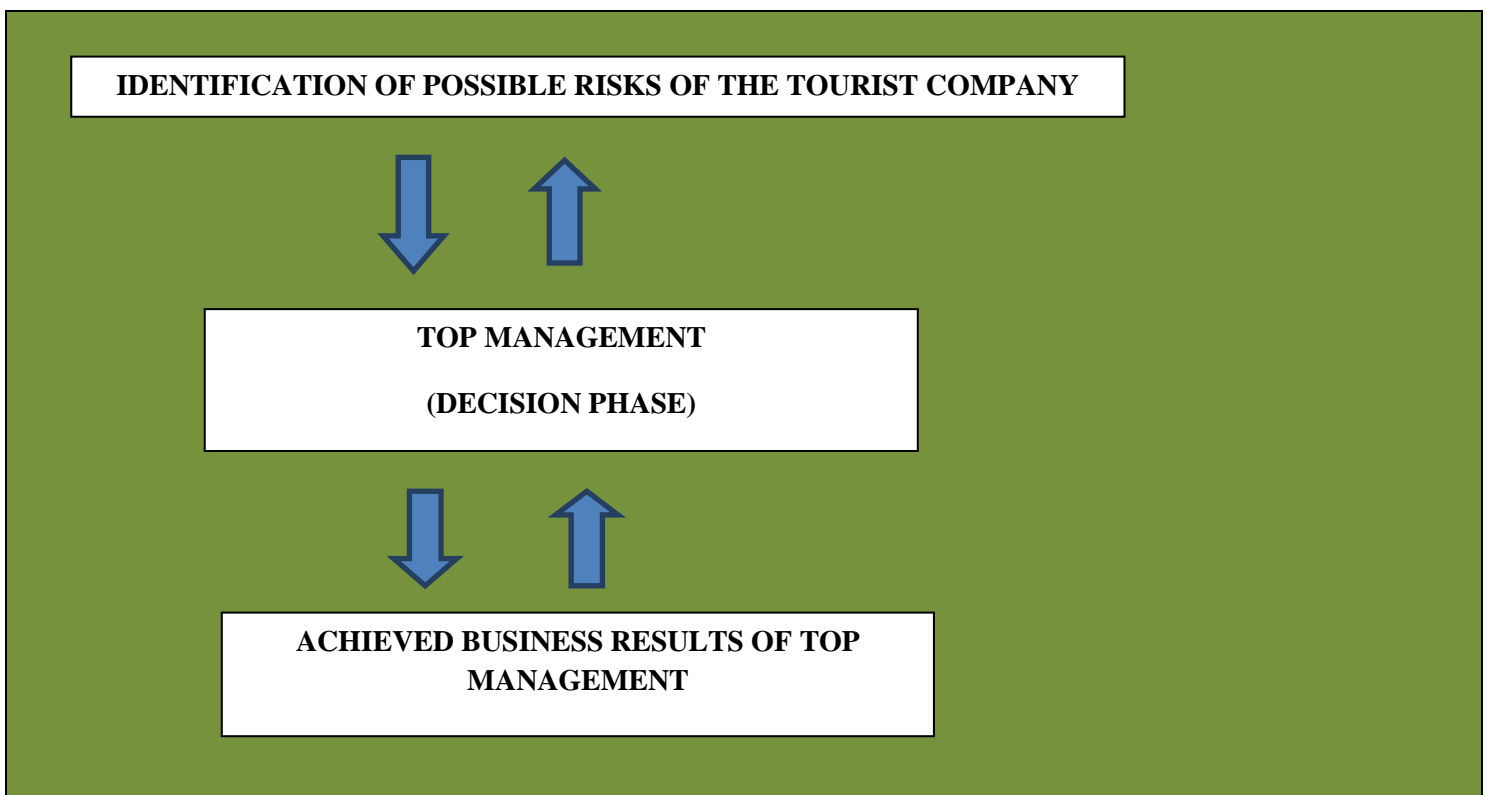 IDENTIFICATION OF POSSIBLE RISKS OF THE TOURIST COMPANY
TOP MANAGEMENT
(DECISION PHASE)
ACHIEVED BUSINESS RESULTS OF TOP
MANAGEMENT